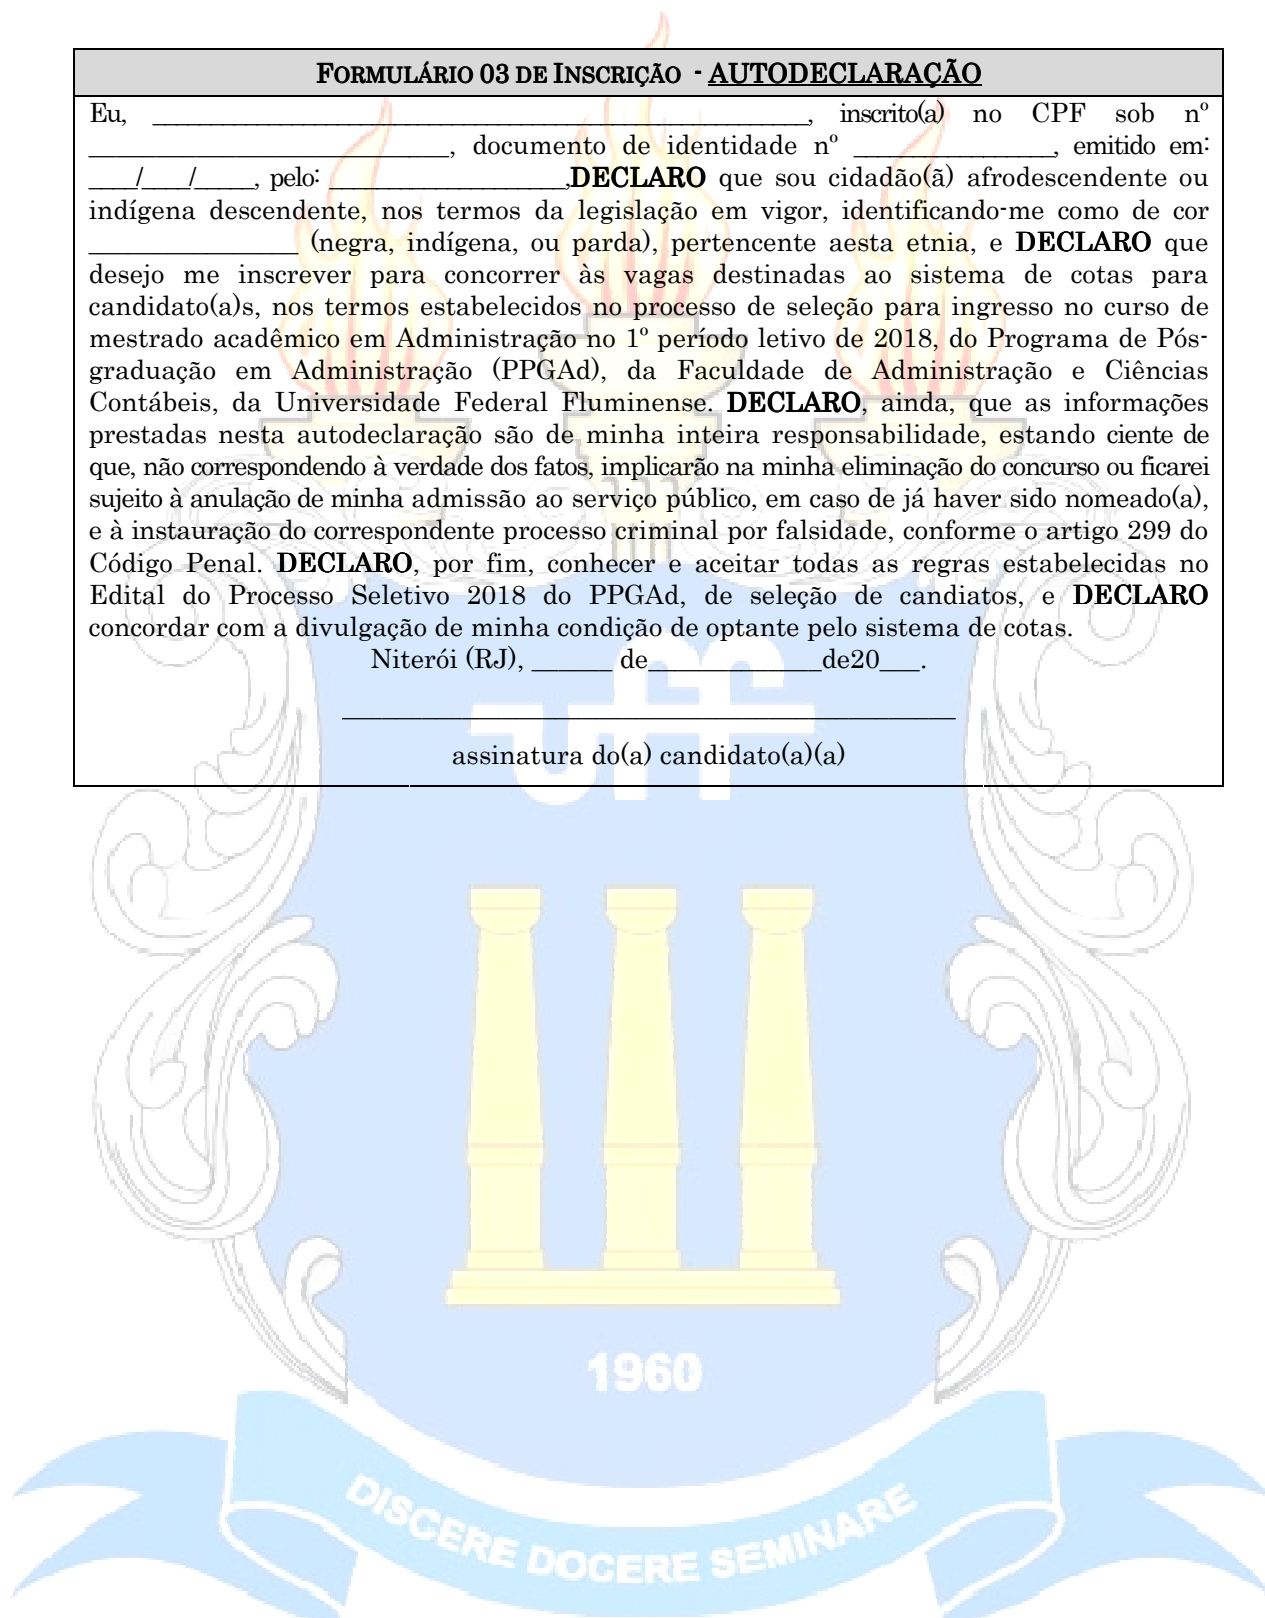 FORMULÁRIO 03 DE INSCRIÇÃO - AUTODECLARAÇÃO
Eu, ______________________________________________________, inscrito(a) no CPF sob nº
___________________________, documento de identidade nº _______________, emitido em:
____/____/_____, pelo: __________________,DECLARO que sou cidadão(ã) afrodescendente ou
indígena descendente, nos termos da legislação em vigor, identificando-me como de cor
________________ (negra, indígena, ou parda), pertencente aesta etnia, e DECLARO que
desejo me inscrever para concorrer às vagas destinadas ao sistema de cotas para
candidato(a)s, nos termos estabelecidos no processo de seleção para ingresso no curso de
mestrado acadêmico em Administração no 1º período letivo de 2018, do Programa de Pós-
graduação em Administração (PPGAd), da Faculdade de Administração e Ciências
Contábeis, da Universidade Federal Fluminense. DECLARO, ainda, que as informações
prestadas nesta autodeclaração são de minha inteira responsabilidade, estando ciente de
que, não correspondendo à verdade dos fatos, implicarão na minha eliminação do concurso ou ficarei
sujeito à anulação de minha admissão ao serviço público, em caso de já haver sido nomeado(a),
e à instauração do correspondente processo criminal por falsidade, conforme o artigo 299 do
Código Penal. DECLARO, por fim, conhecer e aceitar todas as regras estabelecidas no
Edital do Processo Seletivo 2018 do PPGAd, de seleção de candiatos, e DECLARO
concordar com a divulgação de minha condição de optante pelo sistema de cotas.
Niterói (RJ), ______ de_____________de20___.
______________________________________________
assinatura do(a) candidato(a)(a)
uff
1960
DISCERE DOCERE SEMINARE